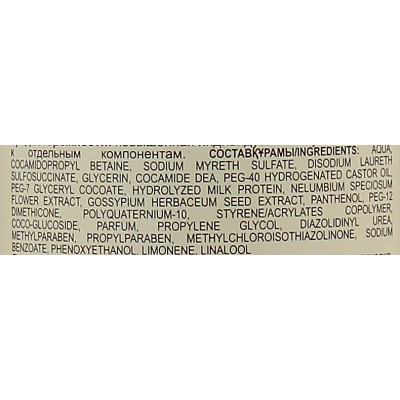 к отдельным компонентам. СОСТАВ/ҚҰРАМЫ/INGREDIENTS: AQUA,
COCAMIDOPROPYL BETAINE, SODIUM MYRETH SULFATE, DISODIUM LAURETH
SULFOSUCCINATE, GLYCERIN, COCAMIDE DEA, PEG-40 HYDROGENATED CASTOR OIL,
PEG-7 GLYCERYL COCOATE, HYDROLYZED MILK PROTEIN, NELUMBIUM SPECIOSUM
FLOWER EXTRACT, GOSSYPIUM HERBACEUM SEED EXTRACT, PANTHENOL, PEG-12
DIMETHICONE, POLYQUATERNIUM-10, STYRENE/ACRYLATES COPOLYMER,
COCO-GLUCOSIDE, PARFUM, PROPYLENE GLYCOL, DIAZOLIDINYL UREA,
METHYLPARABEN, PROPYLPARABEN, METHYLCHLOROISOTHIAZOLINONE, SODIUM
BENZOATE, PHENOXYETHANOL, LIMONENE, LINALOOL